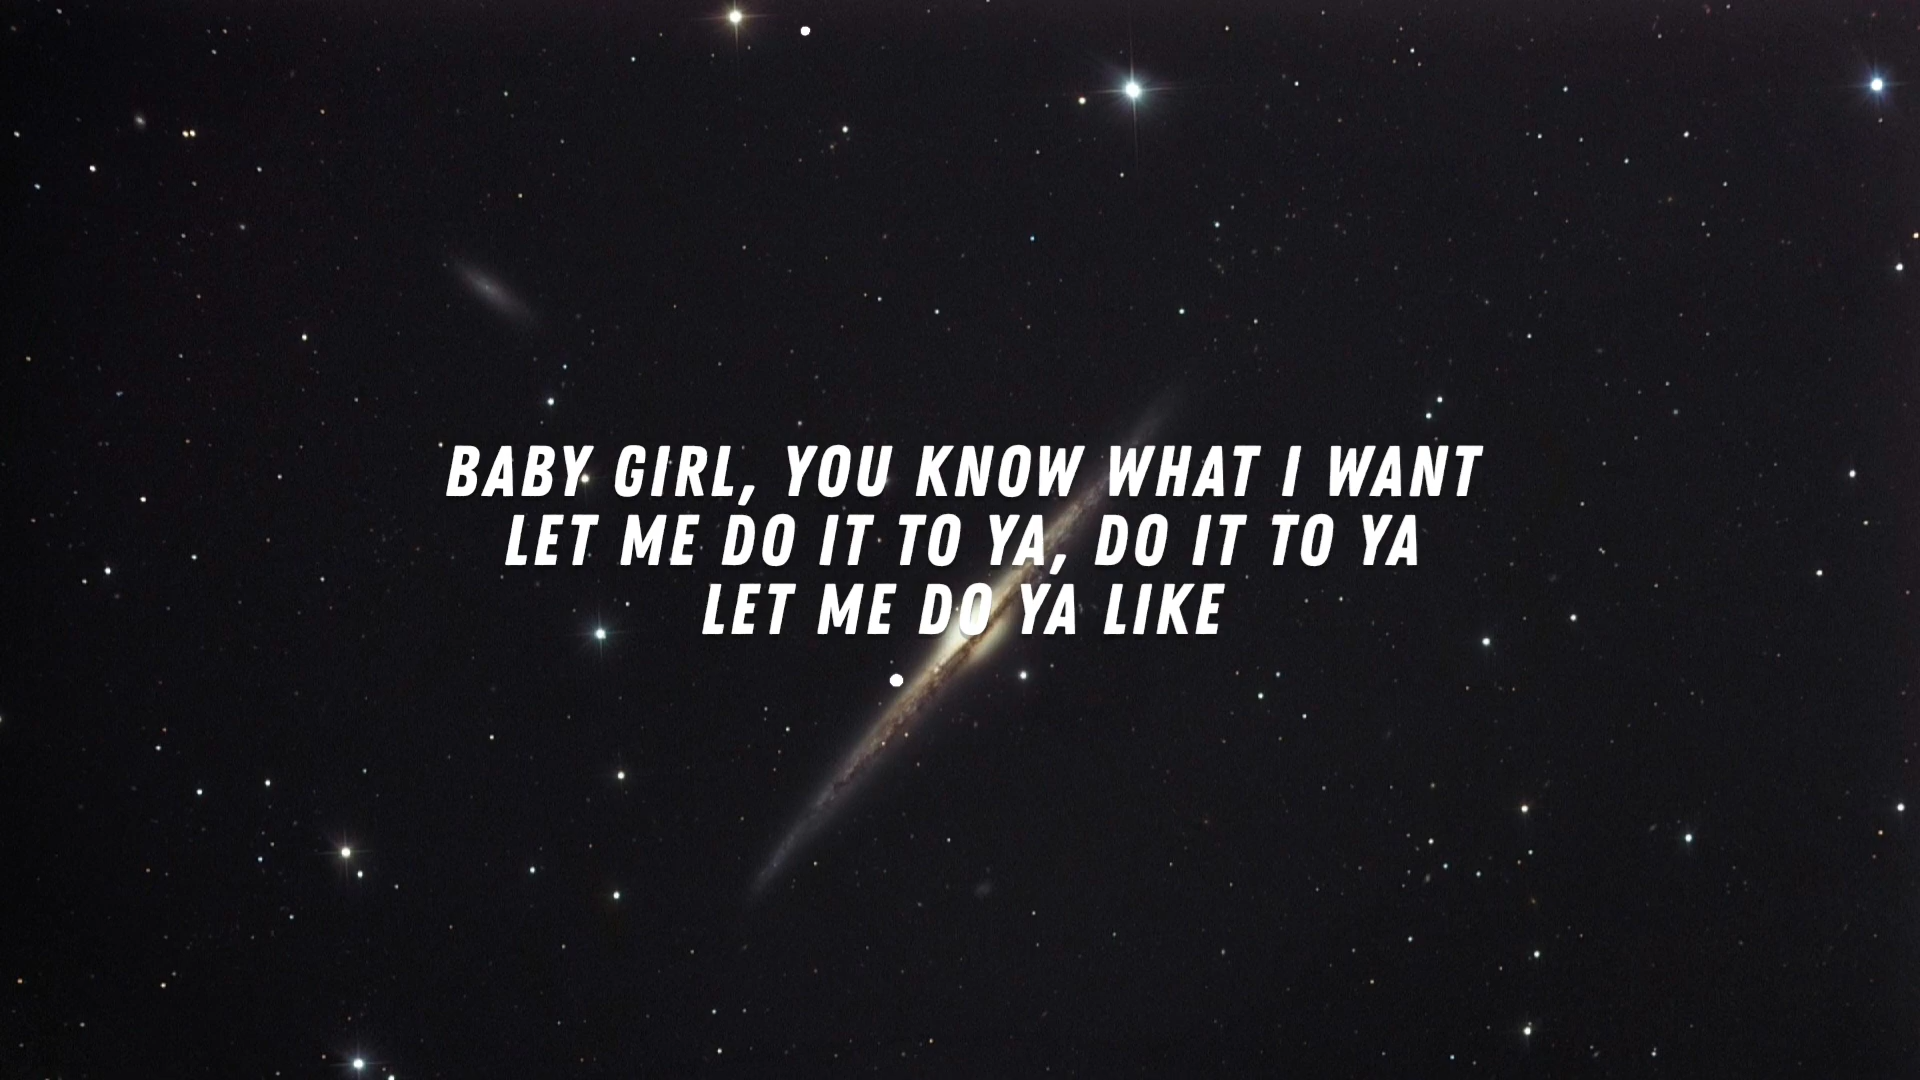 BABY GIRL, YOU KNOW WHAT I WANT
LET ME DO IT TO YA, DO IT TO YA
LET ME DO YA LIKE